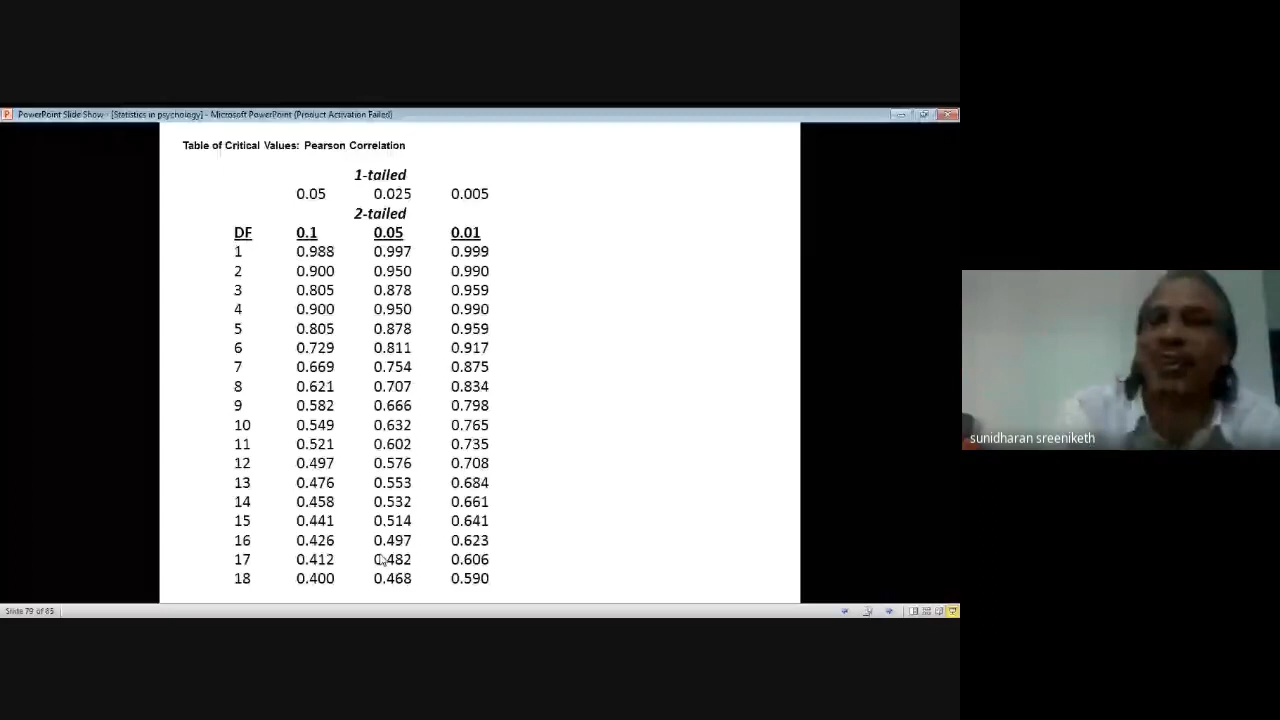 PowerPoint Slide Show - [Statistics in psychology] - Microsoft PowerPoint (Product Activation Failed)
Table of Critical Values: Pearson Correlation
1-tailed
0.05 0.025 0.005
2-tailed
DF 0.1 0.05 0.01
1 0.988 0.997 0.999
2 0.900 0.950 0.990
3 0.805 0.878 0.959
4 0.900 0.950 0.990
5 0.805 0.878 0.959
6 0.729 0.811 0.917
7 0.669 0.754 0.875
8 0.621 0.707 0.834
9 0.582 0.666 0.798
10 0.549 0.632 0.765
11 0.521 0.602 0.735
12 0.497 0.576 0.708
13 0.476 0.553 0.684
14 0.458 0.532 0.661
15 0.441 0.514 0.641
16 0.426 0.497 0.623
17 0.412 0.482 0.606
18 0.400 0.468 0.590
sunidharan sreeniketh
Slide 79 of 85